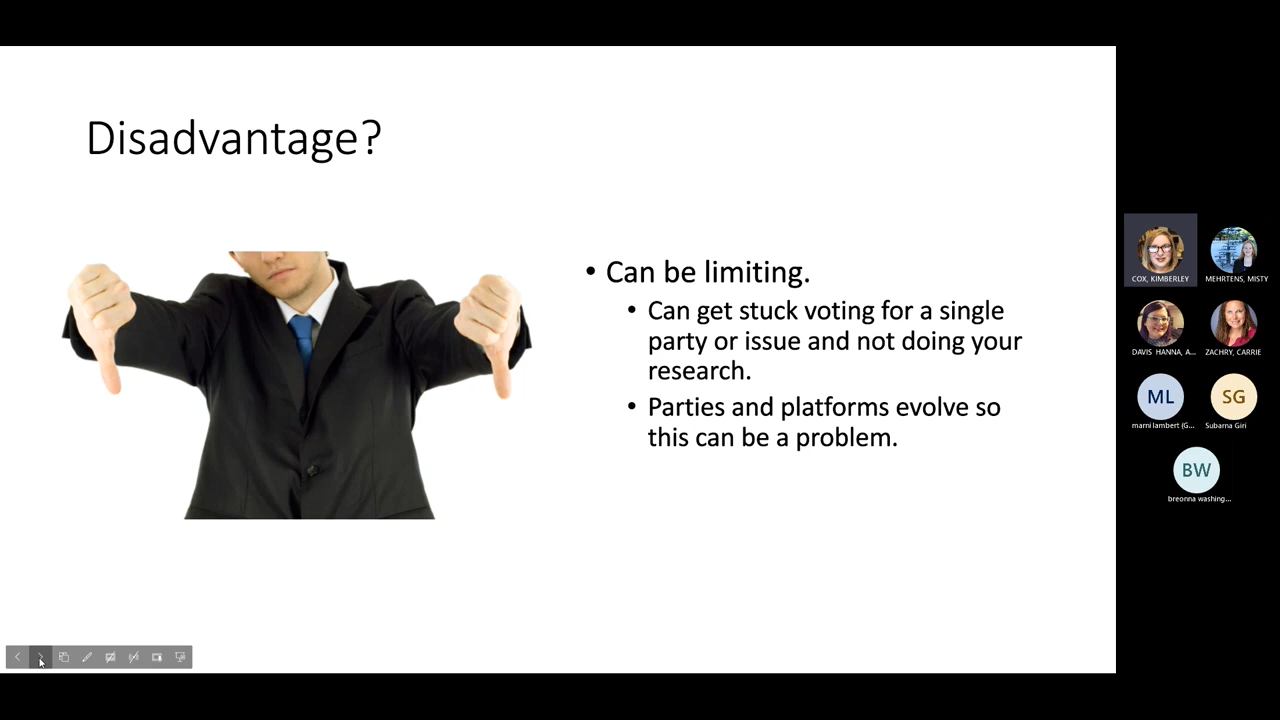 Disadvantage?
• Can be limiting.
• Can get stuck voting for a single
party or issue and not doing your
research.
• Parties and platforms evolve so
this can be a problem.
COX, KIMBERLEY
MEHRTENS, MISTY
DAVIS HANNA, A...
ZACHRY, CARRIE
ML
marni lambert (G...
SG
Subarna Giri
BW
breonna washing...